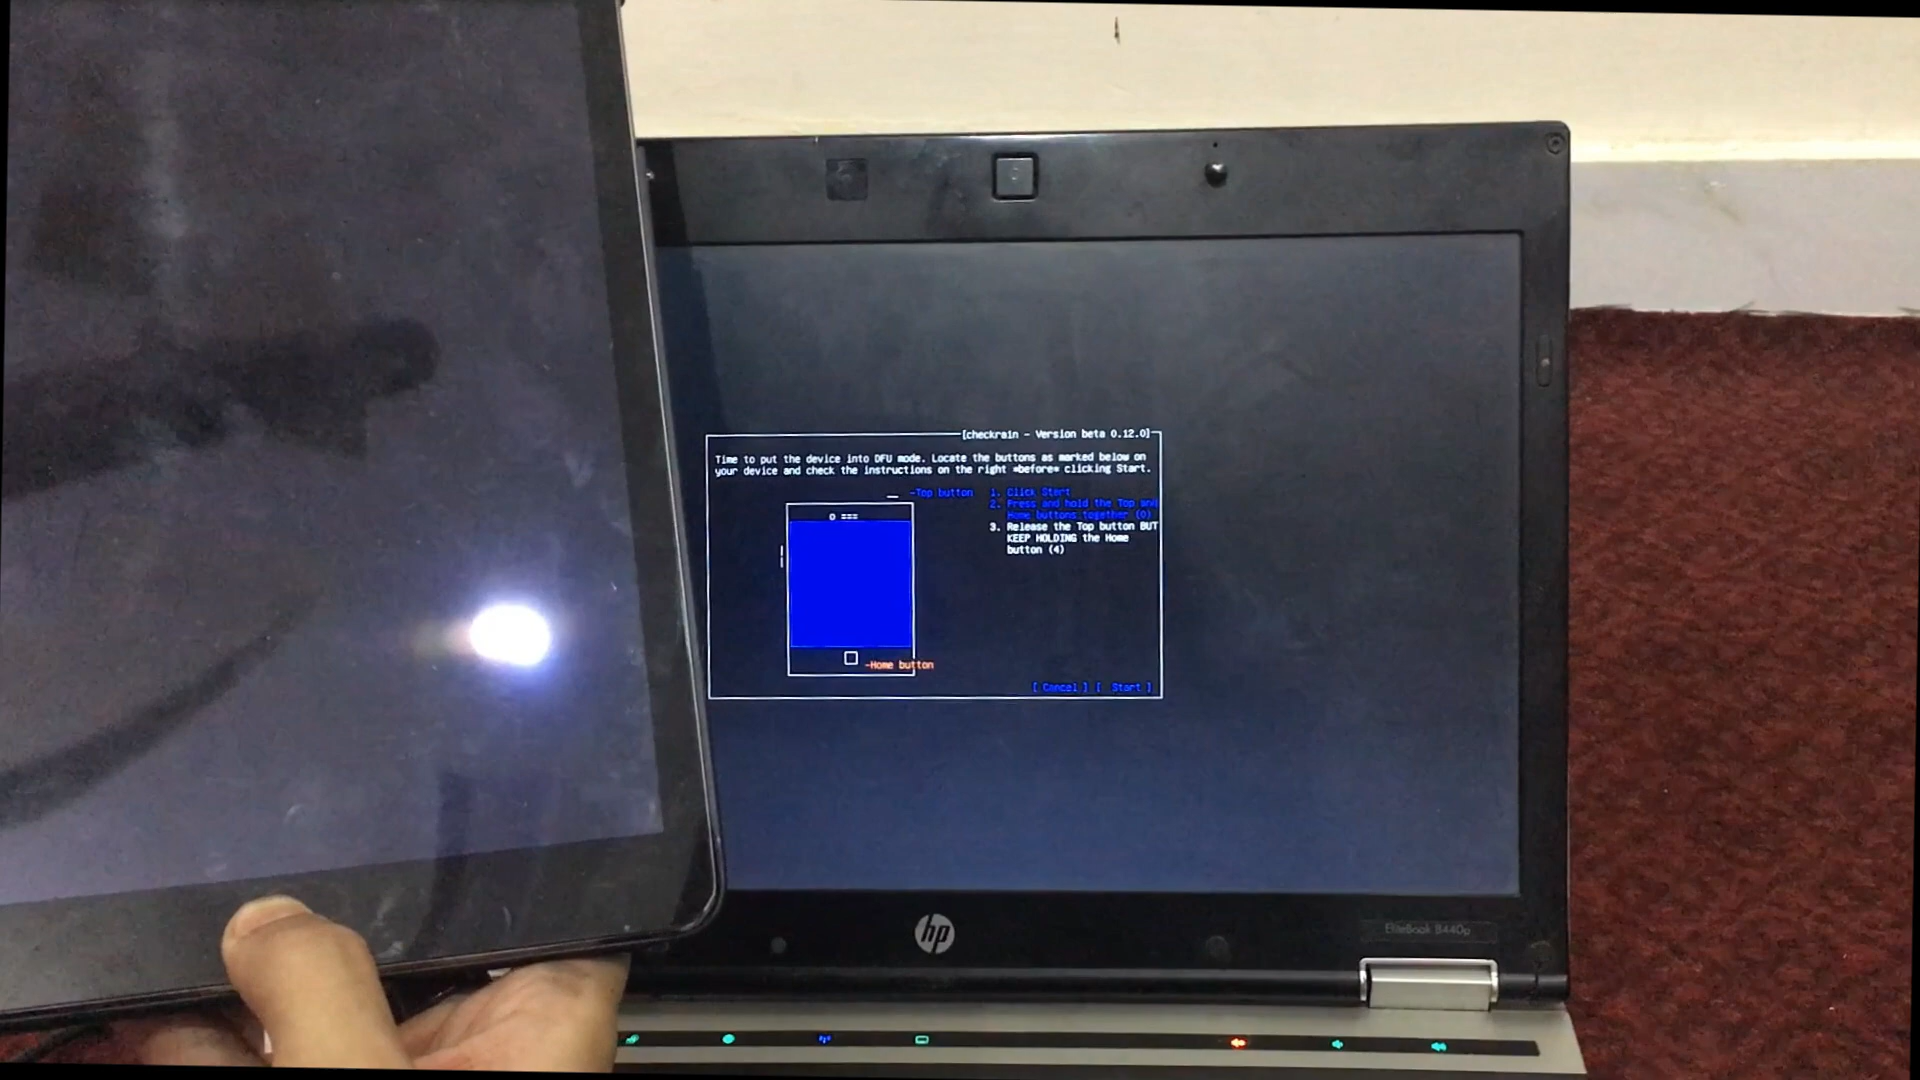 [checkra1n - Version beta 0.12.0]
Time to put the device into DFU mode. Locate the buttons as marked below on
your device and check the instructions on the right *before* clicking Start.
-Top button
1. Click Start
2. Press and hold the Top and
Home buttons together (0)
3. Release the Top button BUT
KEEP HOLDING the Home
button (4)
O ===
-Home button
[ Cancel ] [ Start ]
hp
EliteBook 8440p